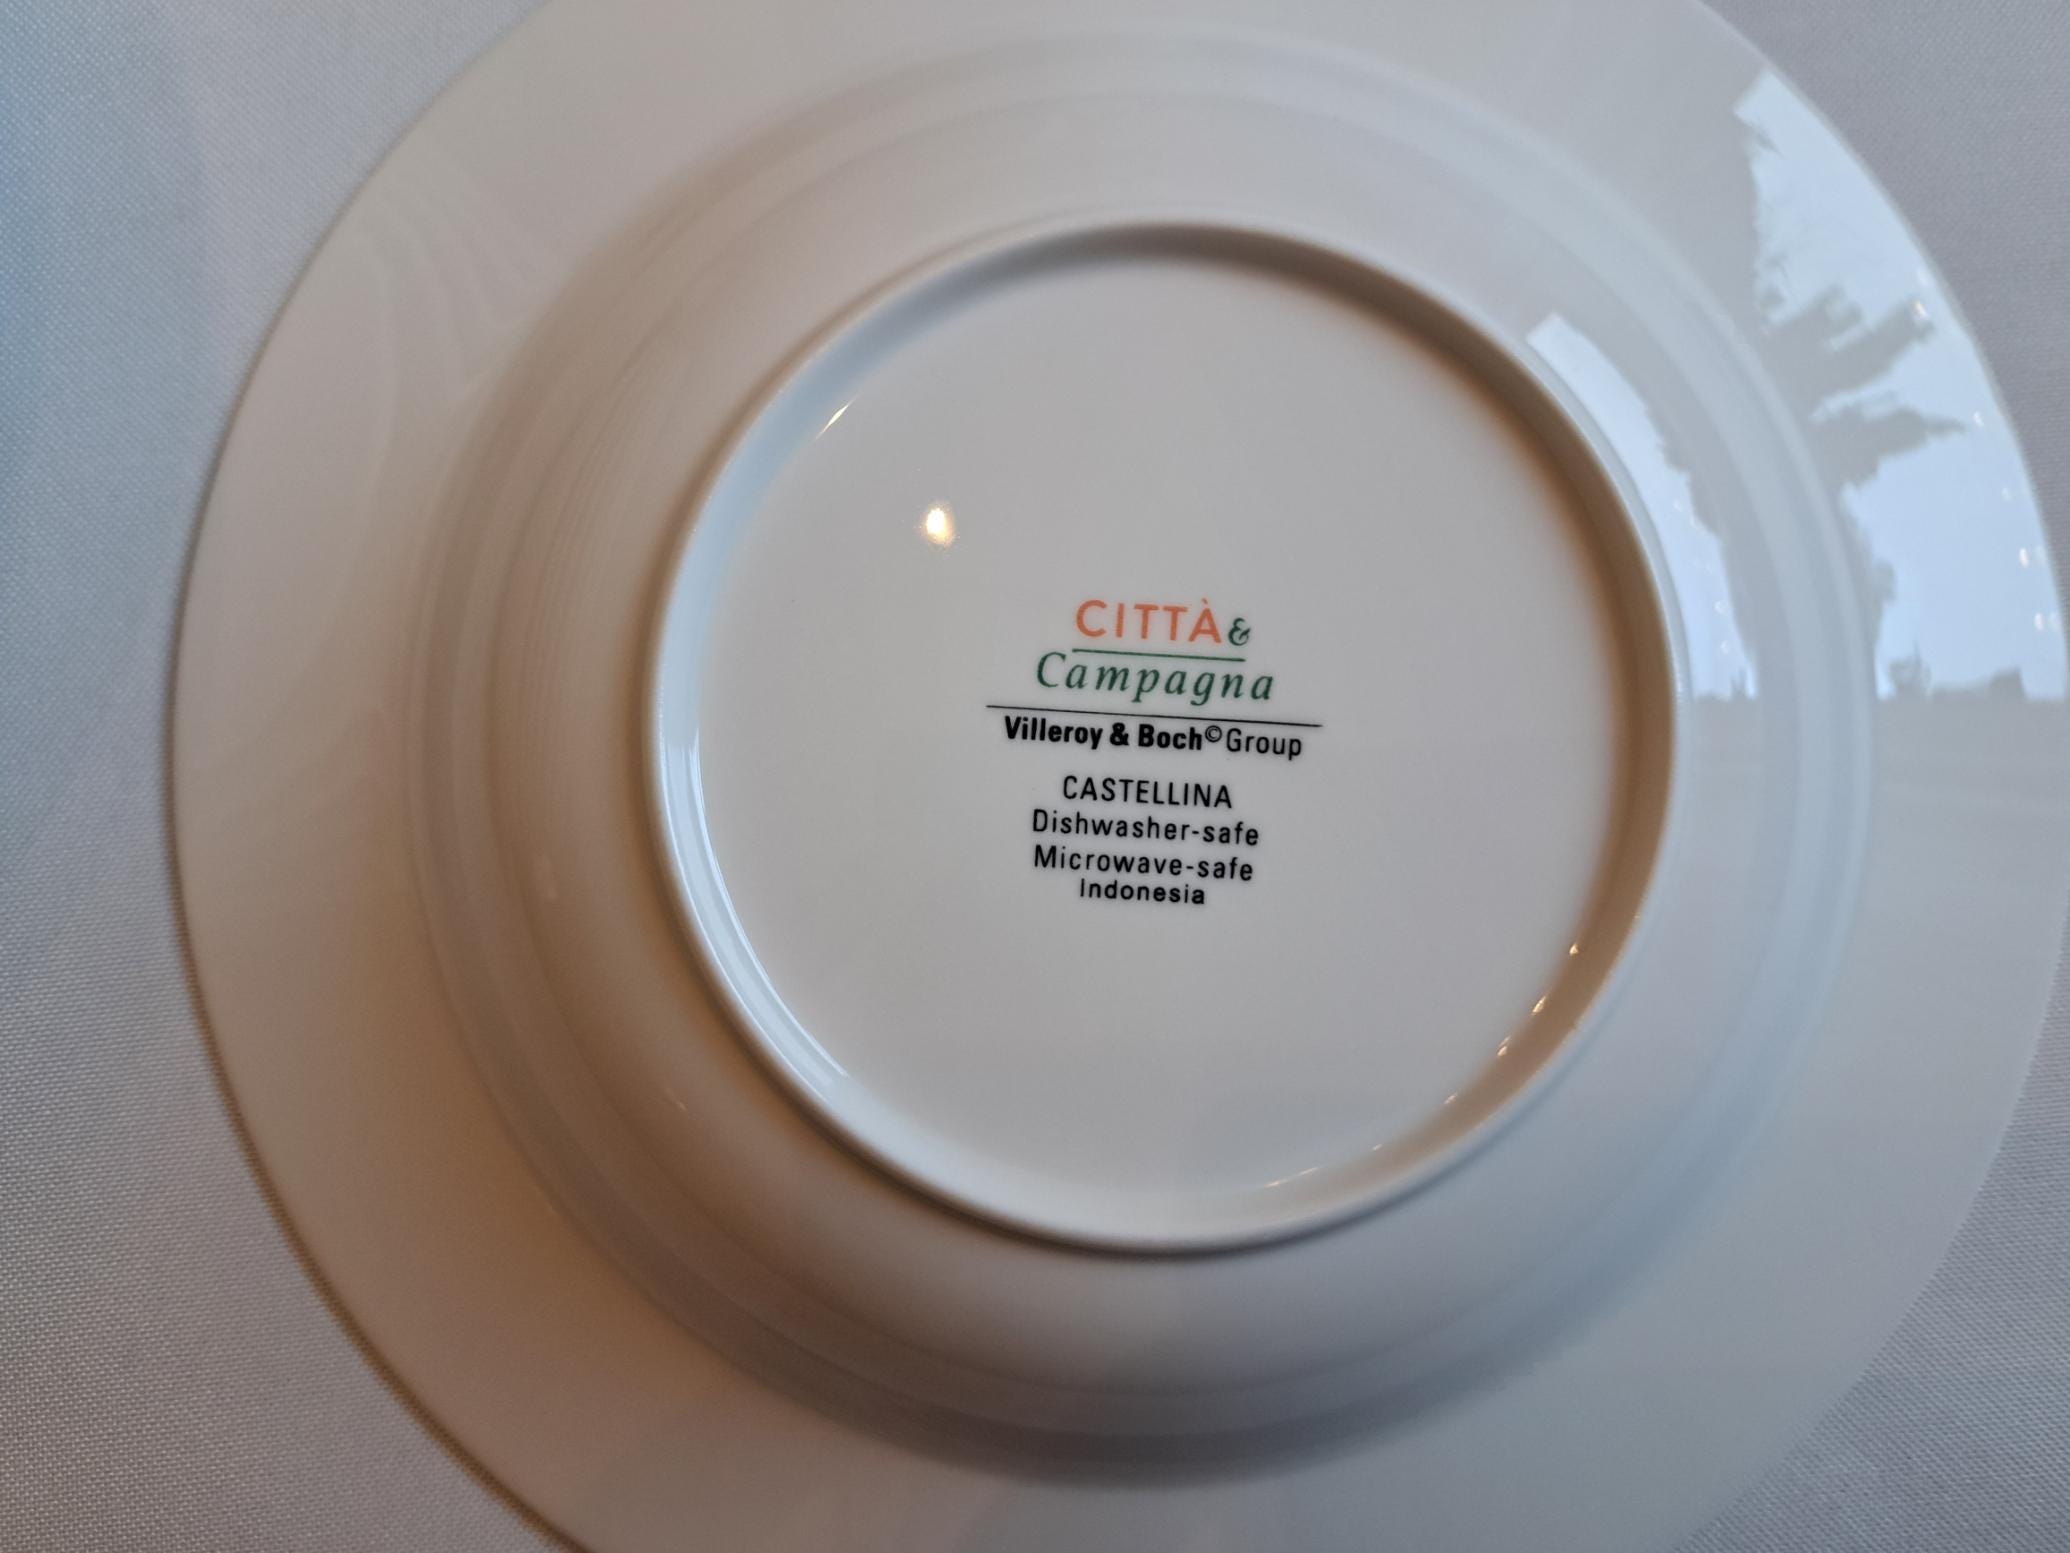 CITTÀ &
Campagna
Villeroy & Boch © Group
CASTELLINA
Dishwasher-safe
Microwave-safe
Indonesia